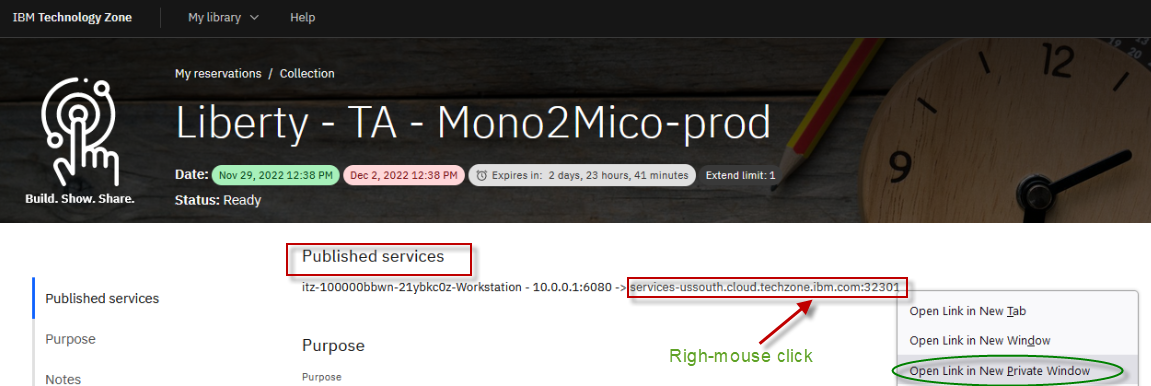 IBM Technology Zone
My library
Help
My reservations / Collection
Liberty - TA - Mono2Mico-prod
Date: Nov 29, 2022 12:38 PM Dec 2, 2022 12:38 PM Expires in: 2 days, 23 hours, 41 minutes Extend limit: 1
Build. Show. Share.
Status: Ready
12
9
Published services
itz-100000bbwn-21ybkc0z-Workstation - 10.0.0.1:6080 -> services-ussouth.cloud.techzone.ibm.com:32301
Published services
Purpose
Notes
Purpose
Purpose
Righ-mouse click
Open Link in New Tab
Open Link in New Window
Open Link in New Private Window